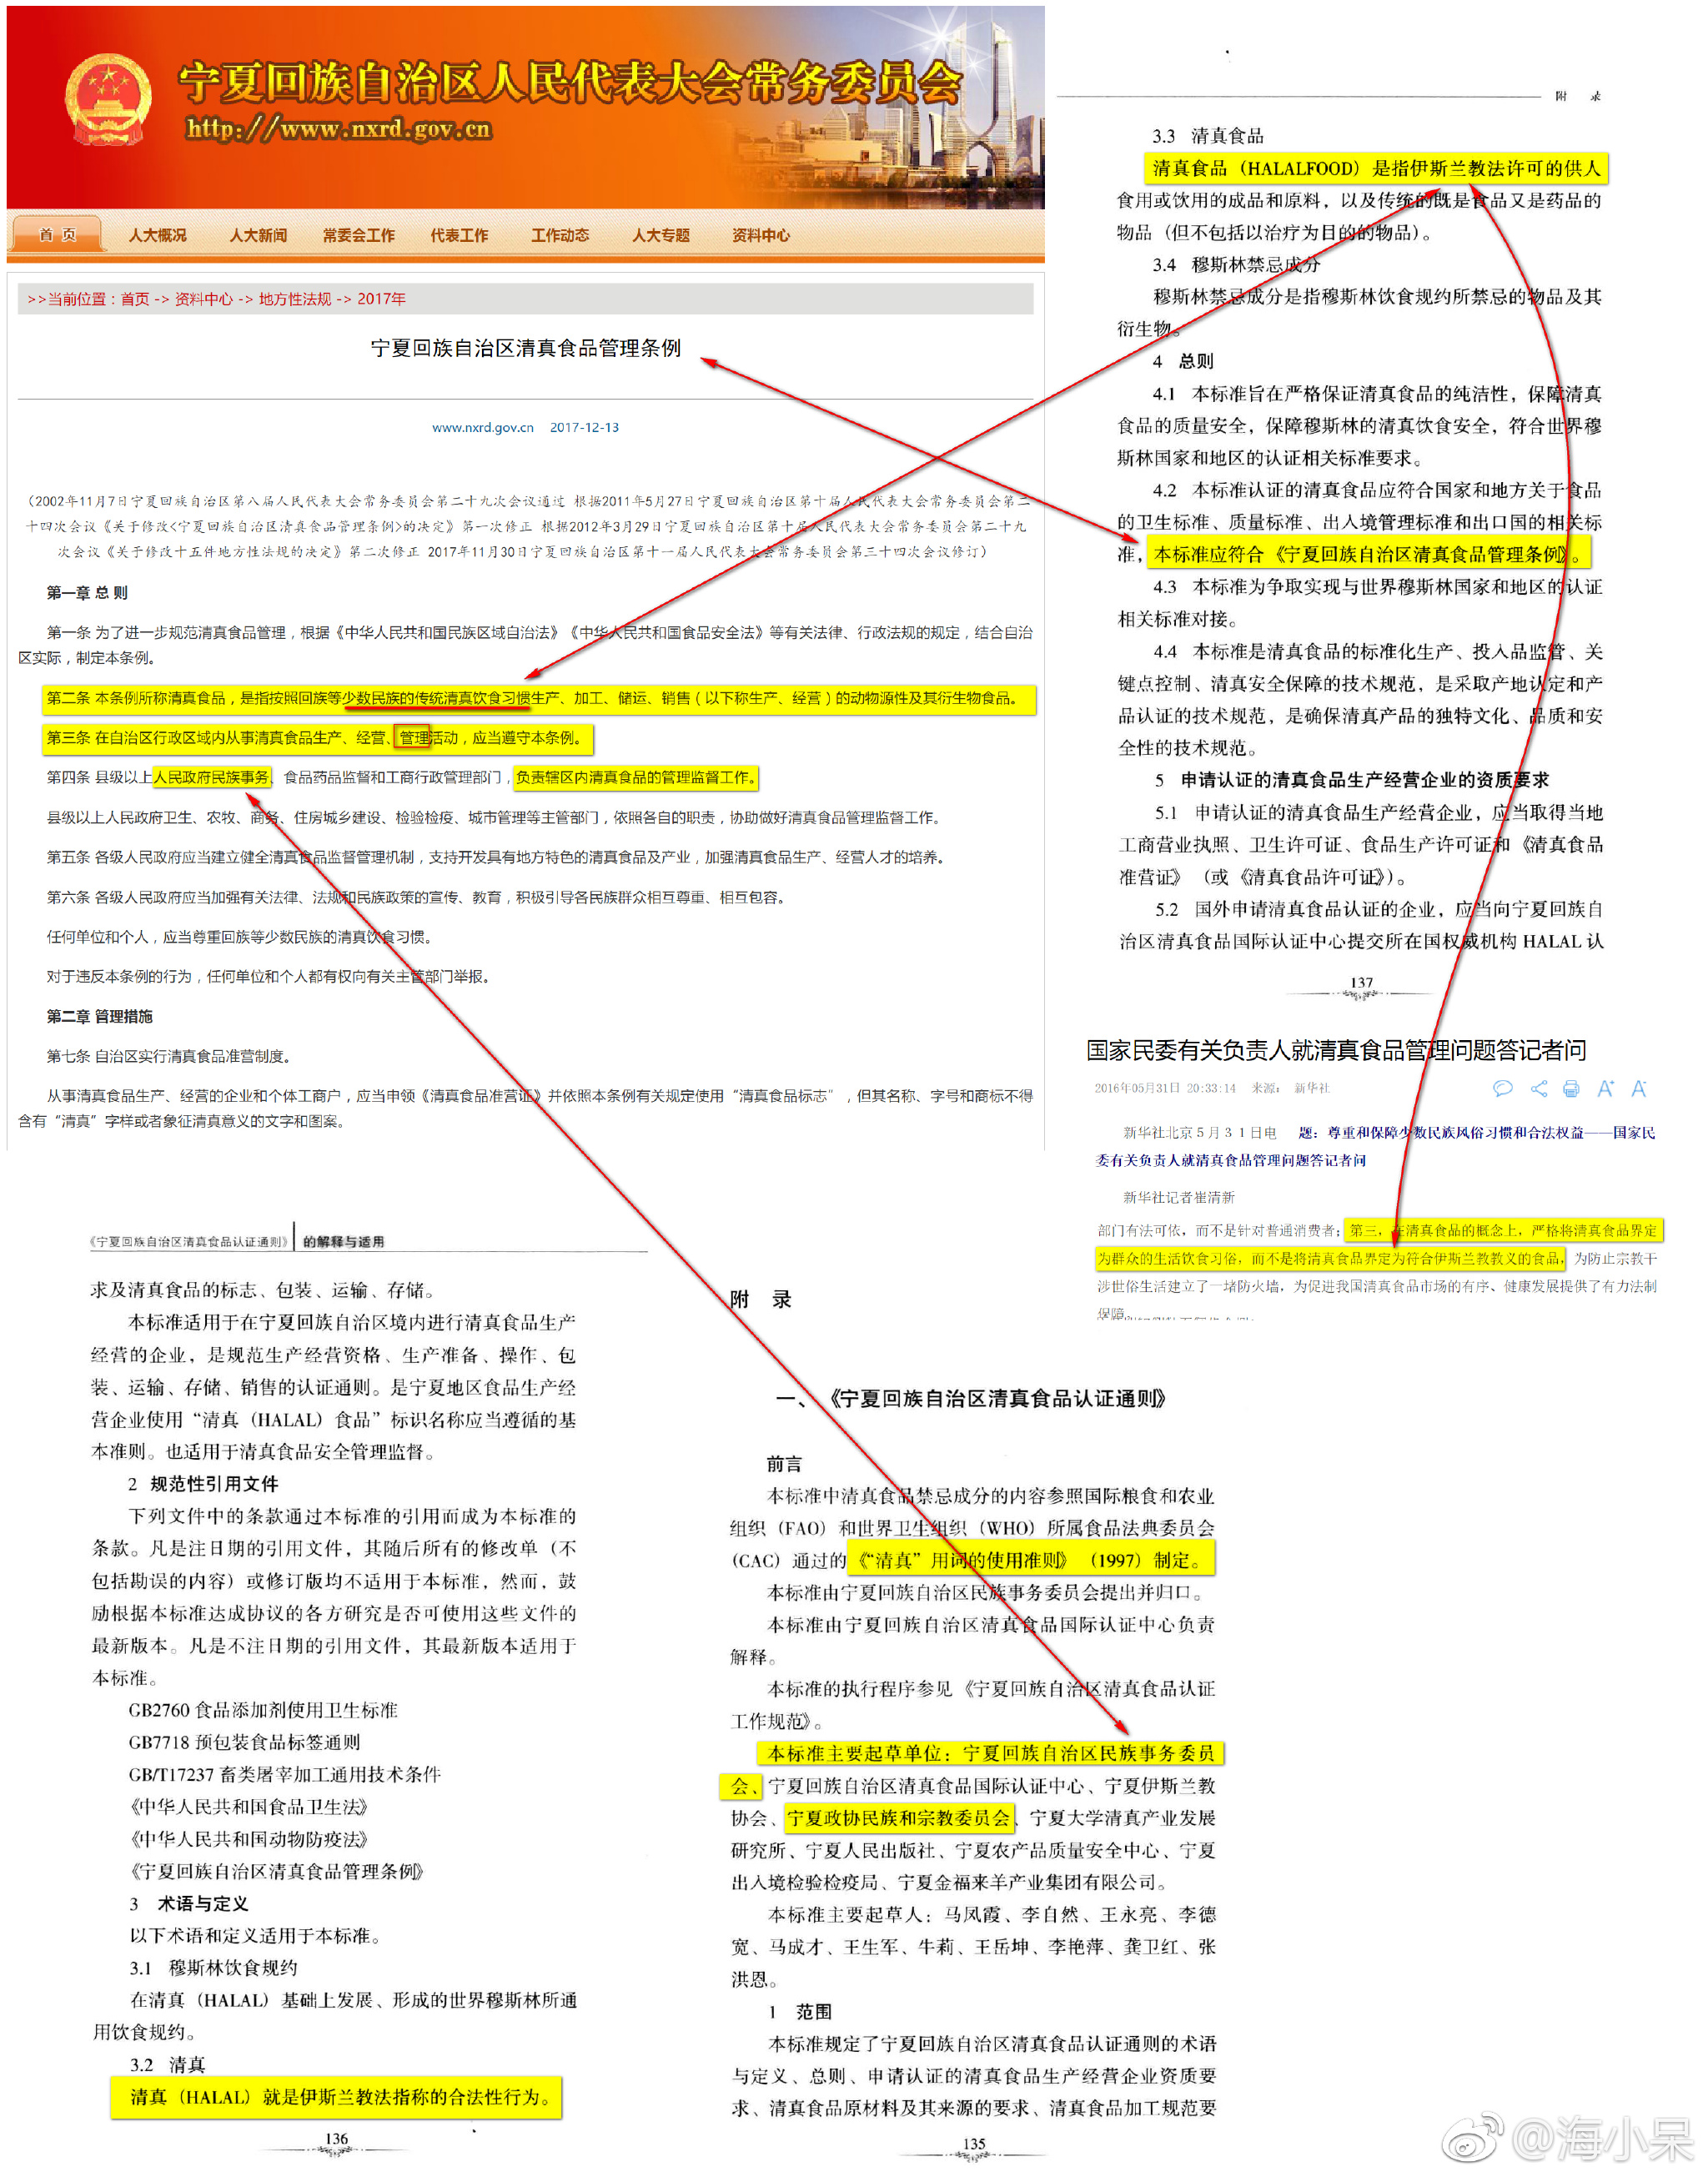 宁夏回族自治区人民代表大会常务委员会
http://www.nxrd.gov.cn
首 页 人大概况 人大新闻 常委会工作 代表工作 工作动态 人大专题 资料中心
>>当前位置：首页 -> 资料中心 -> 地方性法规 -> 2017年
宁夏回族自治区清真食品管理条例
www.nxrd.gov.cn 2017-12-13
（2002年11月7日宁夏回族自治区第八届人民代表大会常务委员会第二十九次会议通过 根据2011年5月27日宁夏回族自治区第十届人民代表大会常务委员会第二
十四次会议《关于修改<宁夏回族自治区清真食品管理条例>的决定》第一次修正 根据2012年3月29日宁夏回族自治区第十届人民代表大会常务委员会第二十九
次会议《关于修改十五件地方性法规的决定》第二次修正 2017年11月30日宁夏回族自治区第十一届人民代表大会常务委员会第三十四次会议修订）
第一章 总 则
第一条 为了进一步规范清真食品管理，根据《中华人民共和国民族区域自治法》《中华人民共和国食品安全法》等有关法律、行政法规的规定，结合自治
区实际，制定本条例。
第二条 本条例所称清真食品，是指按照回族等少数民族的传统清真饮食习惯生产、加工、储运、销售（以下称生产、经营）的动物源性及其衍生物食品。
第三条 在自治区行政区域内从事清真食品生产、经营、管理活动，应当遵守本条例。
第四条 县级以上人民政府民族事务、食品药品监督和工商行政管理部门，负责辖区内清真食品的管理监督工作。
县级以上人民政府卫生、农牧、商务、住房城乡建设、检验检疫、城市管理等主管部门，依照各自的职责，协助做好清真食品管理监督工作。
第五条 各级人民政府应当建立健全清真食品监督管理机制，支持开发具有地方特色的清真食品及产业，加强清真食品生产、经营人才的培养。
第六条 各级人民政府应当加强有关法律、法规和民族政策的宣传、教育，积极引导各民族群众相互尊重、相互包容。
任何单位和个人，应当尊重回族等少数民族的清真饮食习惯。
对于违反本条例的行为，任何单位和个人都有权向有关主管部门举报。
第二章 管理措施
第七条 自治区实行清真食品准营制度。
从事清真食品生产、经营的企业和个体工商户，应当申领《清真食品准营证》并依照本条例有关规定使用“清真食品标志”，但其名称、字号和商标不得
含有“清真”字样或者象征清真意义的文字和图案。
附 录
3.3 清真食品
清真食品（HALALFOOD）是指伊斯兰教法许可的供人
食用或饮用的成品和原料，以及传统的既是食品又是药品的
物品（但不包括以治疗为目的的物品）。
3.4 穆斯林禁忌成分
穆斯林禁忌成分是指穆斯林饮食规约所禁忌的物品及其
衍生物。
4 总则
4.1 本标准旨在严格保证清真食品的纯洁性，保障清真
食品的质量安全，保障穆斯林的清真饮食安全，符合世界穆
斯林国家和地区的认证相关标准要求。
4.2 本标准认证的清真食品应符合国家和地方关于食品
的卫生标准、质量标准、出入境管理标准和出口国的相关标
准，本标准应符合《宁夏回族自治区清真食品管理条例》。
4.3 本标准为争取实现与世界穆斯林国家和地区的认证
相关标准对接。
4.4 本标准是清真食品的标准化生产、投入品监管、关
键点控制、清真安全保障的技术规范，是采取产地认定和产
品认证的技术规范，是确保清真产品的独特文化、品质和安
全性的技术规范。
5 申请认证的清真食品生产经营企业的资质要求
5.1 申请认证的清真食品生产经营企业，应当取得当地
工商营业执照、卫生许可证、食品生产许可证和《清真食品
准营证》（或《清真食品许可证》）。
5.2 国外申请清真食品认证的企业，应当向宁夏回族自
治区清真食品国际认证中心提交所在国权威机构 HALAL 认
137
国家民委有关负责人就清真食品管理问题答记者问
2016年05月31日 20:33:14 来源： 新华社
新华社北京５月３１日电 题：尊重和保障少数民族风俗习惯和合法权益——国家民
委有关负责人就清真食品管理问题答记者问
新华社记者崔清新
部门有法可依，而不是针对普通消费者；第三，在清真食品的概念上，严格将清真食品界定
为群众的生活饮食习俗，而不是将清真食品界定为符合伊斯兰教教义的食品，为防止宗教干
涉世俗生活建立了一堵防火墙，为促进我国清真食品市场的有序、健康发展提供了有力法制
保障。
《宁夏回族自治区清真食品认证通则》的解释与适用
求及清真食品的标志、包装、运输、存储。
本标准适用于在宁夏回族自治区境内进行清真食品生产
经营的企业，是规范生产经营资格、生产准备、操作、包
装、运输、存储、销售的认证通则。是宁夏地区食品生产经
营企业使用“清真（HALAL）食品”标识名称应当遵循的基
本准则。也适用于清真食品安全管理监督。
2 规范性引用文件
下列文件中的条款通过本标准的引用而成为本标准的
条款。凡是注日期的引用文件，其随后所有的修改单（不
包括勘误的内容）或修订版均不适用于本标准，然而，鼓
励根据本标准达成协议的各方研究是否可使用这些文件的
最新版本。凡是不注日期的引用文件，其最新版本适用于
本标准。
GB2760 食品添加剂使用卫生标准
GB7718 预包装食品标签通则
GB/T17237 畜类屠宰加工通用技术条件
《中华人民共和国食品卫生法》
《中华人民共和国动物防疫法》
《宁夏回族自治区清真食品管理条例》
3 术语与定义
以下术语和定义适用于本标准。
3.1 穆斯林饮食规约
在清真（HALAL）基础上发展、形成的世界穆斯林所通
用饮食规约。
3.2 清真
清真（HALAL）就是伊斯兰教法指称的合法性行为。
136
附 录
一、《宁夏回族自治区清真食品认证通则》
前言
本标准中清真食品禁忌成分的内容参照国际粮食和农业
组织（FAO）和世界卫生组织（WHO）所属食品法典委员会
(CAC）通过的《“清真”用词的使用准则》（1997）制定。
本标准由宁夏回族自治区民族事务委员会提出并归口。
本标准由宁夏回族自治区清真食品国际认证中心负责
解释。
本标准的执行程序参见《宁夏回族自治区清真食品认证
工作规范》。
本标准主要起草单位：宁夏回族自治区民族事务委员
会、宁夏回族自治区清真食品国际认证中心、宁夏伊斯兰教
协会、宁夏政协民族和宗教委员会、宁夏大学清真产业发展
研究所、宁夏人民出版社、宁夏农产品质量安全中心、宁夏
出入境检验检疫局、宁夏金福来羊产业集团有限公司。
本标准主要起草人：马凤霞、李自然、王永亮、李德
宽、马成才、王生军、牛莉、王岳坤、李艳萍、龚卫红、张
洪恩。
1 范围
本标准规定了宁夏回族自治区清真食品认证通则的术语
与定义、总则、申请认证的清真食品生产经营企业资质要
求、清真食品原材料及其来源的要求、清真食品加工规范要
135
@海小呆